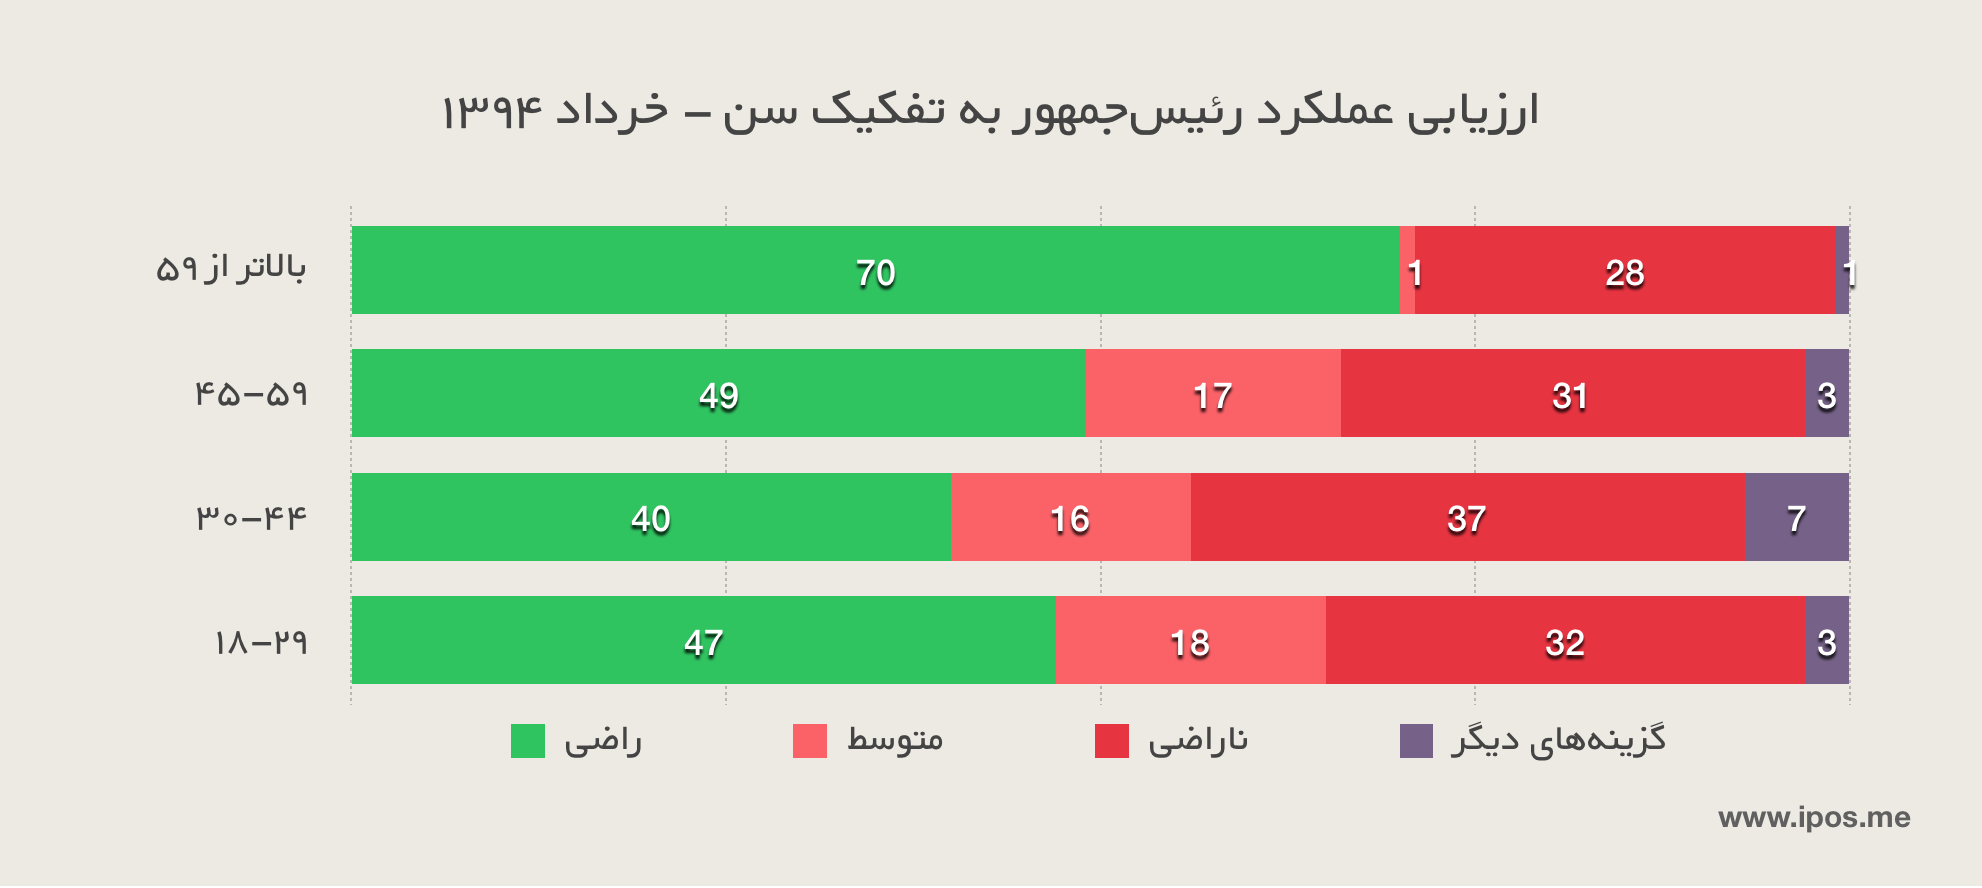 ارزیابی عملکرد رئیس‌جمهور به تفکیک سن – خرداد ۱۳۹۴
بالاتر از ۵۹
70 1 28 1
۴۵–۵۹
49 17 31 3
۳۰–۴۴
40 16 37 7
۱۸–۲۹
47 18 32 3
راضی
متوسط
ناراضی
گزینه‌های دیگر
www.ipos.me